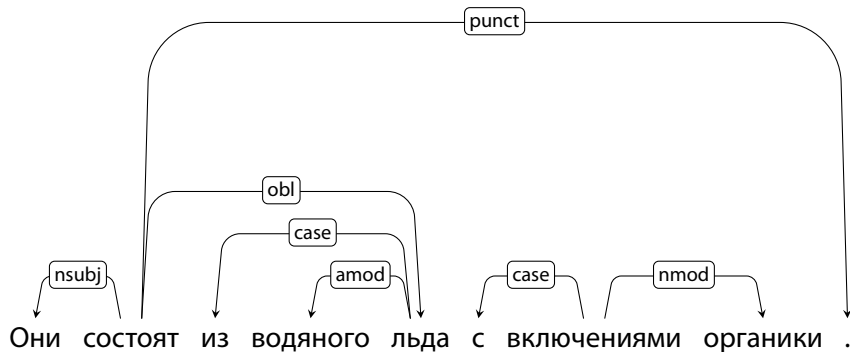 punct
obl
case
nsubj amod case nmod
Они состоят из водяного льда с включениями органики .